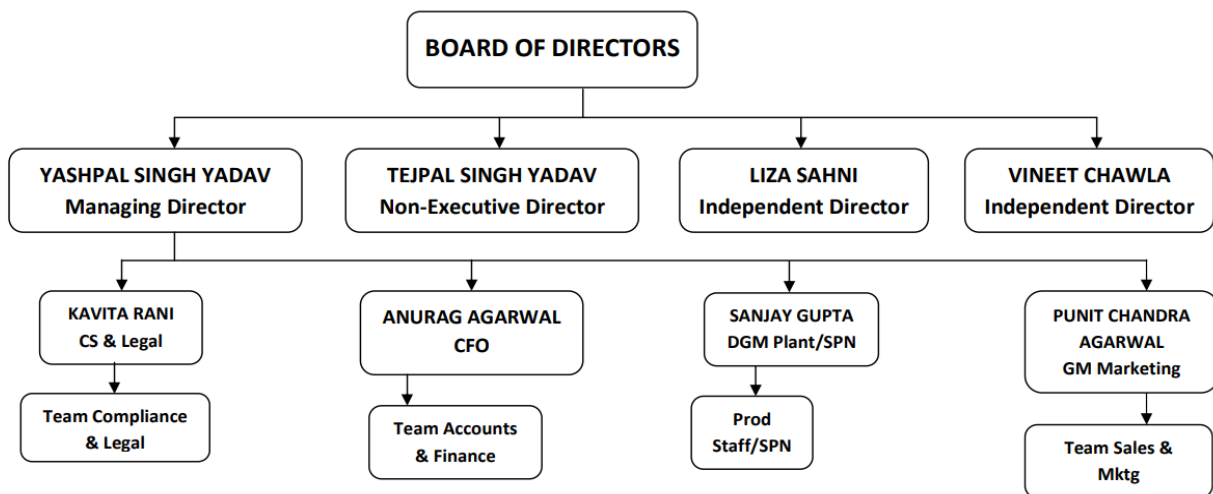 BOARD OF DIRECTORS
YASHPAL SINGH YADAV
Managing Director
TEJPAL SINGH YADAV
Non-Executive Director
LIZA SAHNI
Independent Director
VINEET CHAWLA
Independent Director
KAVITA RANI
CS & Legal
ANURAG AGARWAL
CFO
SANJAY GUPTA
DGM Plant/SPN
PUNIT CHANDRA
AGARWAL
GM Marketing
Team Compliance
& Legal
Team Accounts
& Finance
Prod
Staff/SPN
Team Sales &
Mktg